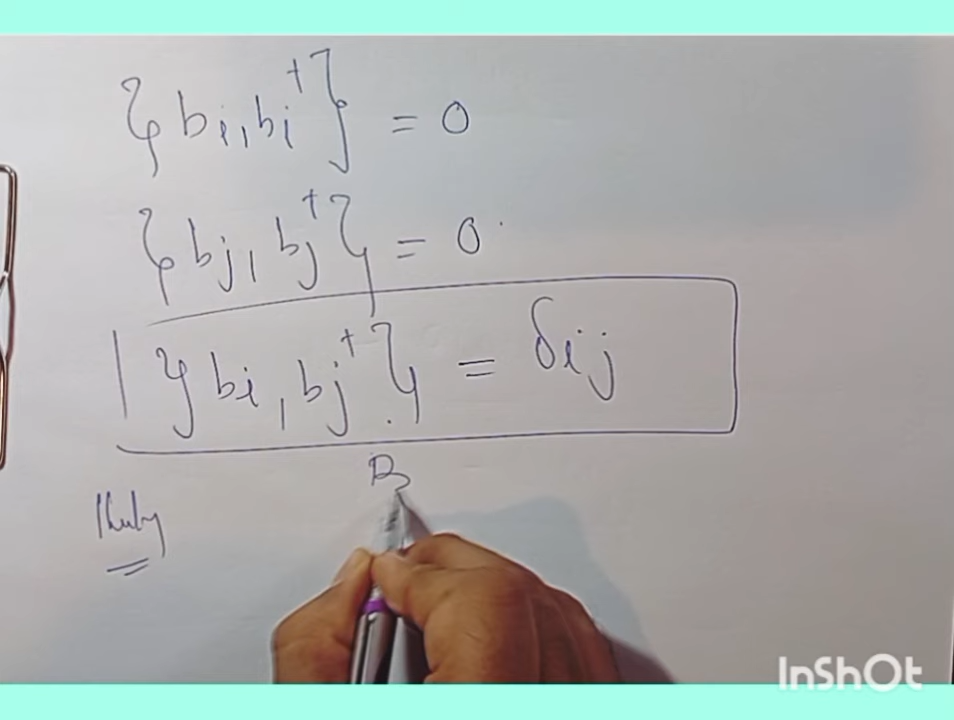 {bi, bi†} = 0
{bj, bj†} = 0
{bi, bj†} = δij
B
InShOt